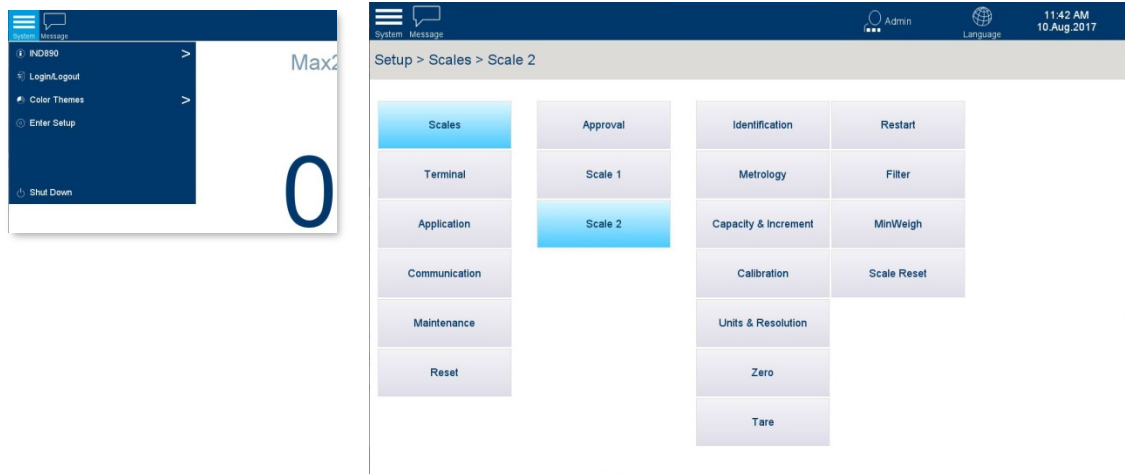 System Message
IND890 >
Login/Logout
Color Themes >
Enter Setup
Shut Down
Max2
0
System Message
Admin
Language
11:42 AM
10.Aug.2017
Setup > Scales > Scale 2
Scales Approval Identification Restart
Terminal Scale 1 Metrology Filter
Application Scale 2 Capacity & Increment MinWeigh
Communication Calibration Scale Reset
Maintenance Units & Resolution
Reset Zero
Tare